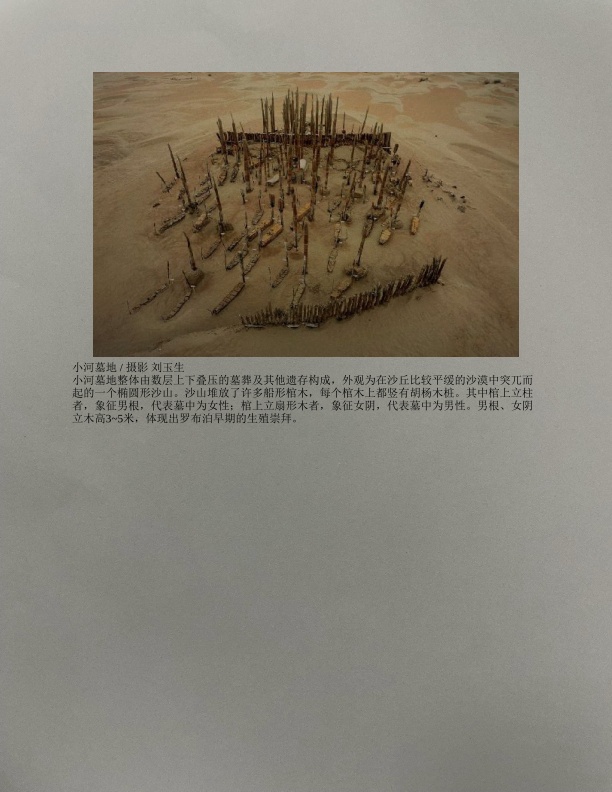 小河墓地 / 摄影 刘玉生
小河墓地整体由数层上下叠压的墓葬及其他遗存构成，外观为在沙丘比较平缓的沙漠中突兀而
起的一个椭圆形沙山。沙山堆放了许多船形棺木，每个棺木上都竖有胡杨木桩。其中棺上立柱
者，象征男根，代表墓中为女性；棺上立扇形木者，象征女阴，代表墓中为男性。男根、女阴
立木高3~5米，体现出罗布泊早期的生殖崇拜。